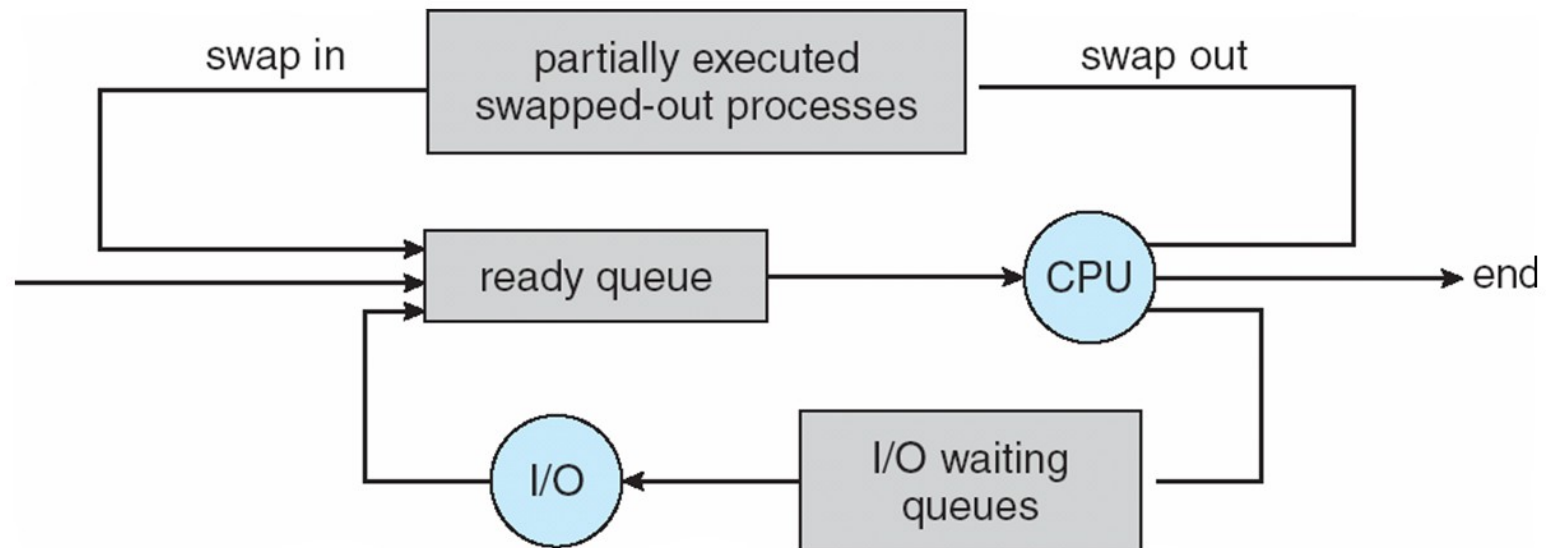 swap in
partially executed
swapped-out processes
swap out
ready queue
CPU
end
I/O
I/O waiting
queues